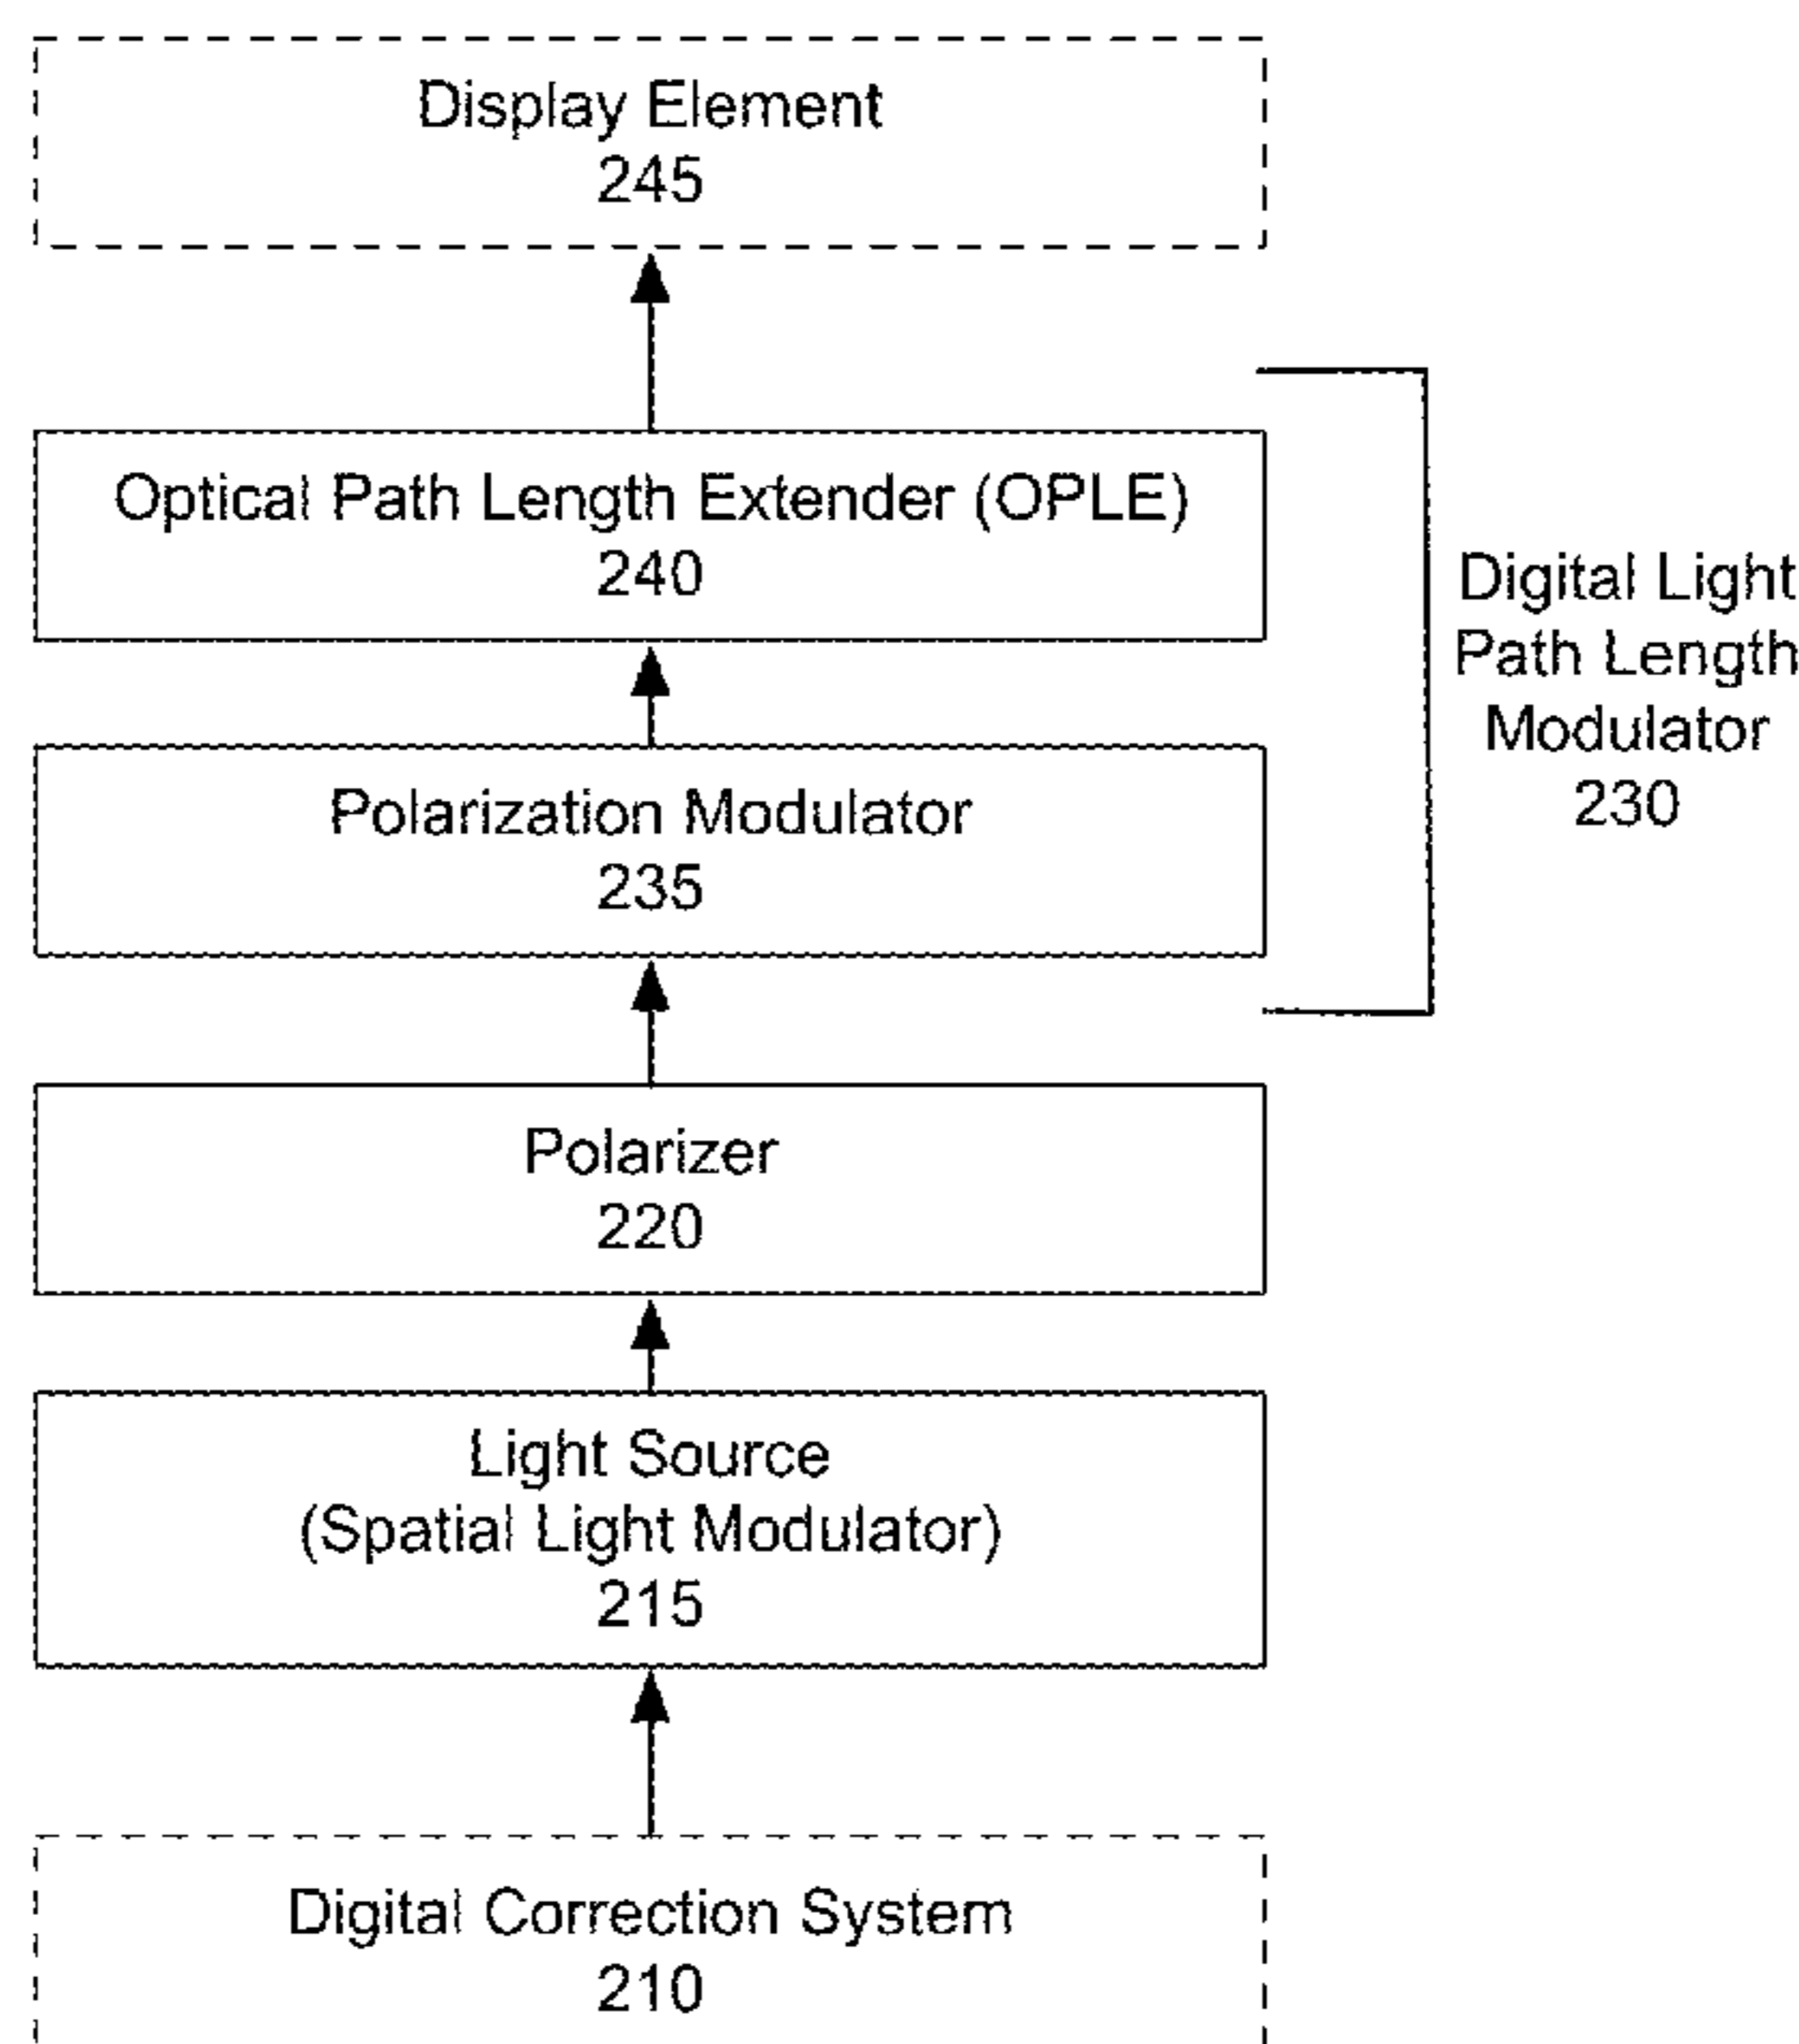 Display Element
245
Optical Path Length Extender (OPLE)
240
Digital Light
Path Length
Modulator
230
Polarization Modulator
235
Polarizer
220
Light Source
(Spatial Light Modulator)
215
Digital Correction System
210